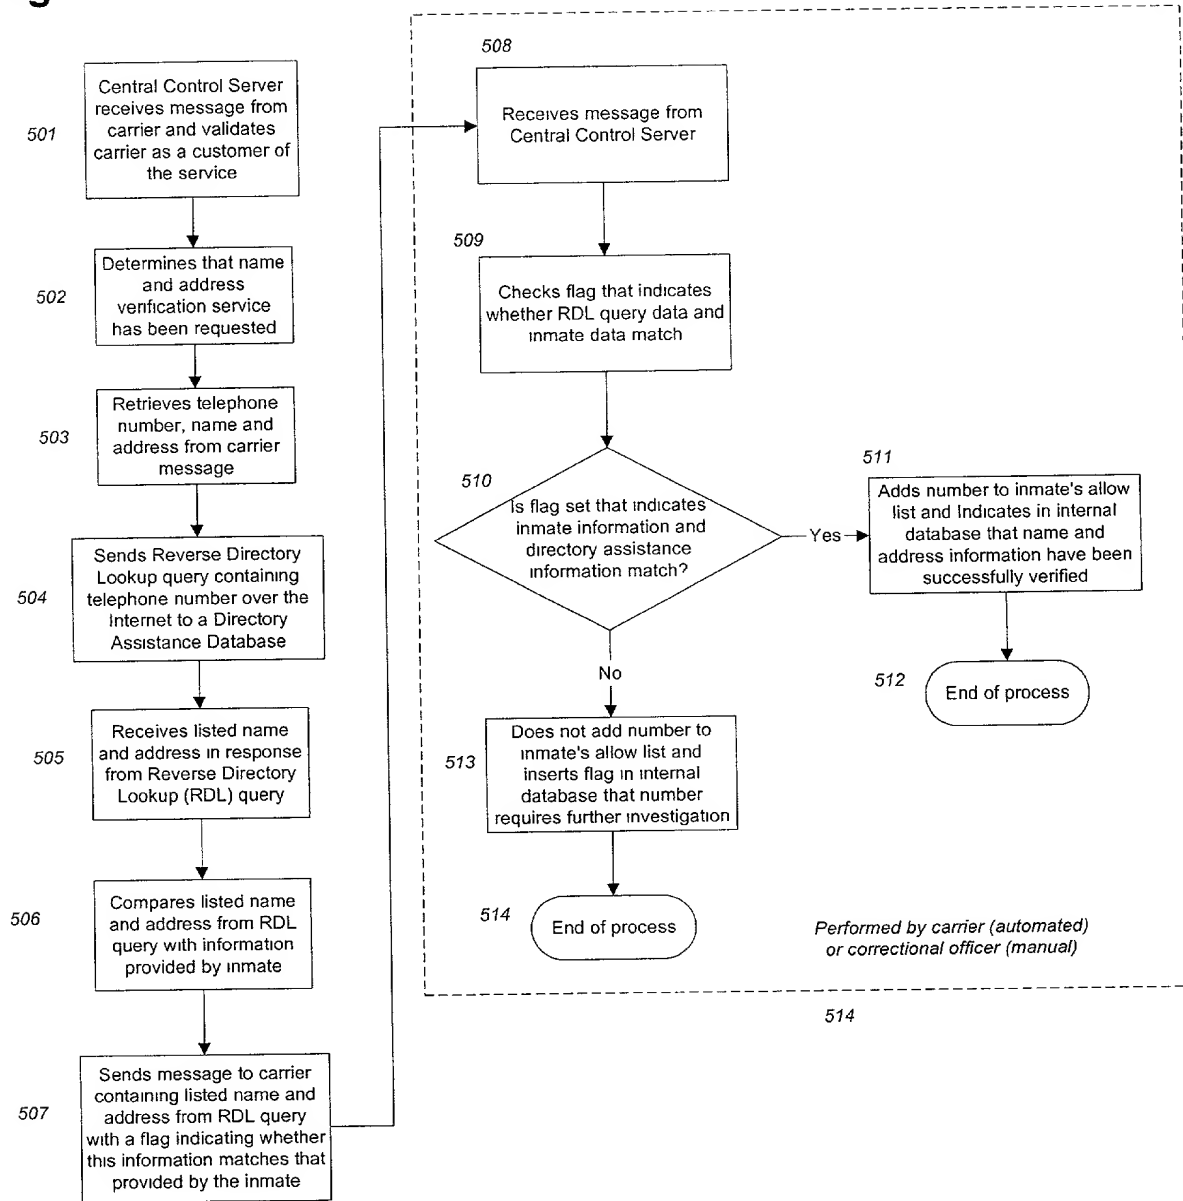 501
Central Control Server
receives message from
carrier and validates
carrier as a customer of
the service
502
Determines that name
and address
verification service
has been requested
503
Retrieves telephone
number, name and
address from carrier
message
504
Sends Reverse Directory
Lookup query containing
telephone number over the
Internet to a Directory
Assistance Database
505
Receives listed name
and address in response
from Reverse Directory
Lookup (RDL) query
506
Compares listed name
and address from RDL
query with information
provided by inmate
507
Sends message to carrier
containing listed name and
address from RDL query
with a flag indicating whether
this information matches that
provided by the inmate
508
Receives message from
Central Control Server
509
Checks flag that indicates
whether RDL query data and
inmate data match
510
Is flag set that indicates
inmate information and
directory assistance
information match?
Yes
511
Adds number to inmate's allow
list and Indicates in internal
database that name and
address information have been
successfully verified
512
End of process
No
513
Does not add number to
inmate's allow list and
inserts flag in internal
database that number
requires further investigation
514
End of process
Performed by carrier (automated)
or correctional officer (manual)
514